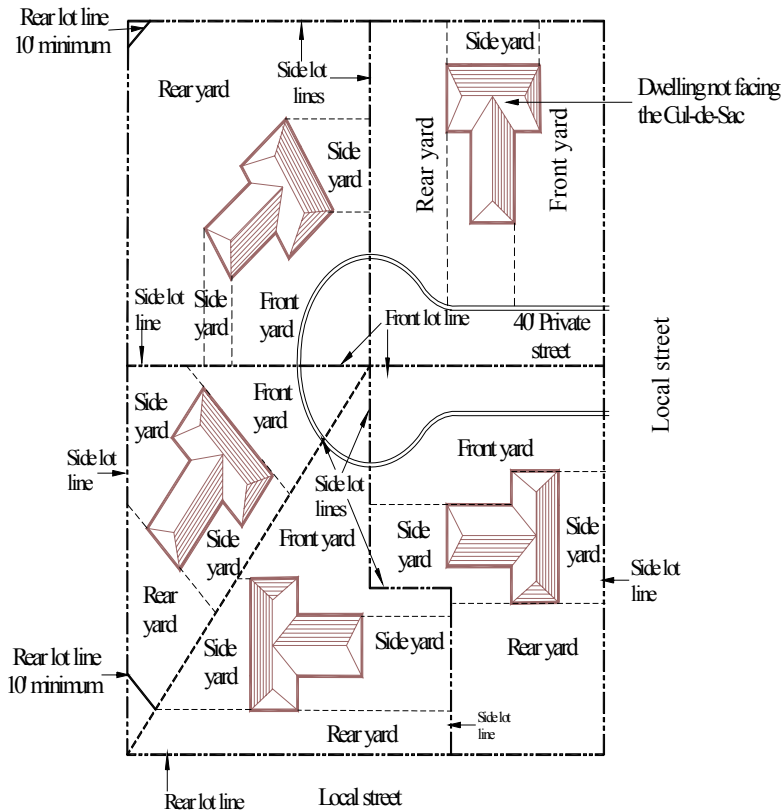 Rear lot line
10' minimum
Side yard
Side lot
lines
Rear yard
Dwelling not facing
the Cul-de-Sac
Side
yard
Rear yard
Front yard
Side lot
line
Side
yard
Front
yard
Front lot line
40' Private
street
Local street
Side
yard
Front
yard
Side lot
line
Front yard
Side lot
lines
Front yard
Side
yard
Side
yard
Side
yard
Side lot
line
Rear
yard
Side
yard
Side yard
Rear yard
Rear lot line
10' minimum
Side lot
line
Rear yard
Rear lot line
Local street